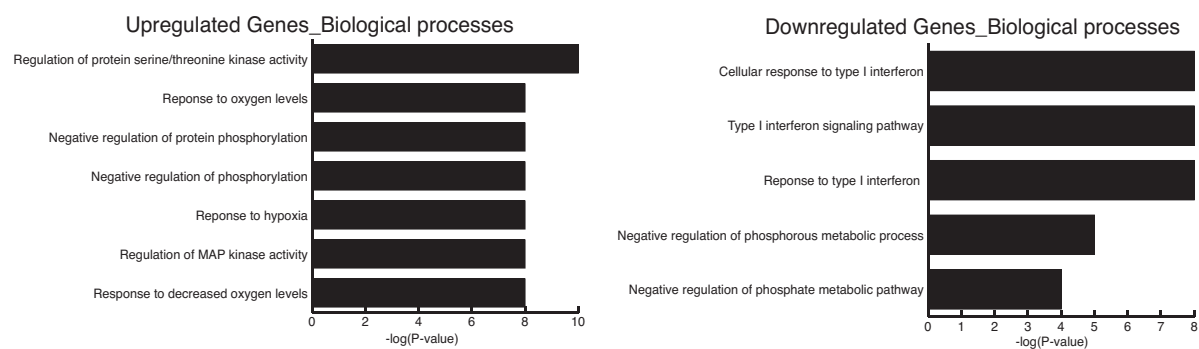 Upregulated Genes_Biological processes
Regulation of protein serine/threonine kinase activity
Reponse to oxygen levels
Negative regulation of protein phosphorylation
Negative regulation of phosphorylation
Reponse to hypoxia
Regulation of MAP kinase activity
Response to decreased oxygen levels
0 2 4 6 8 10
-log(P-value)
Downregulated Genes_Biological processes
Cellular response to type I interferon
Type I interferon signaling pathway
Reponse to type I interferon
Negative regulation of phosphorous metabolic process
Negative regulation of phosphate metabolic pathway
0 1 2 3 4 5 6 7 8
-log(P-value)